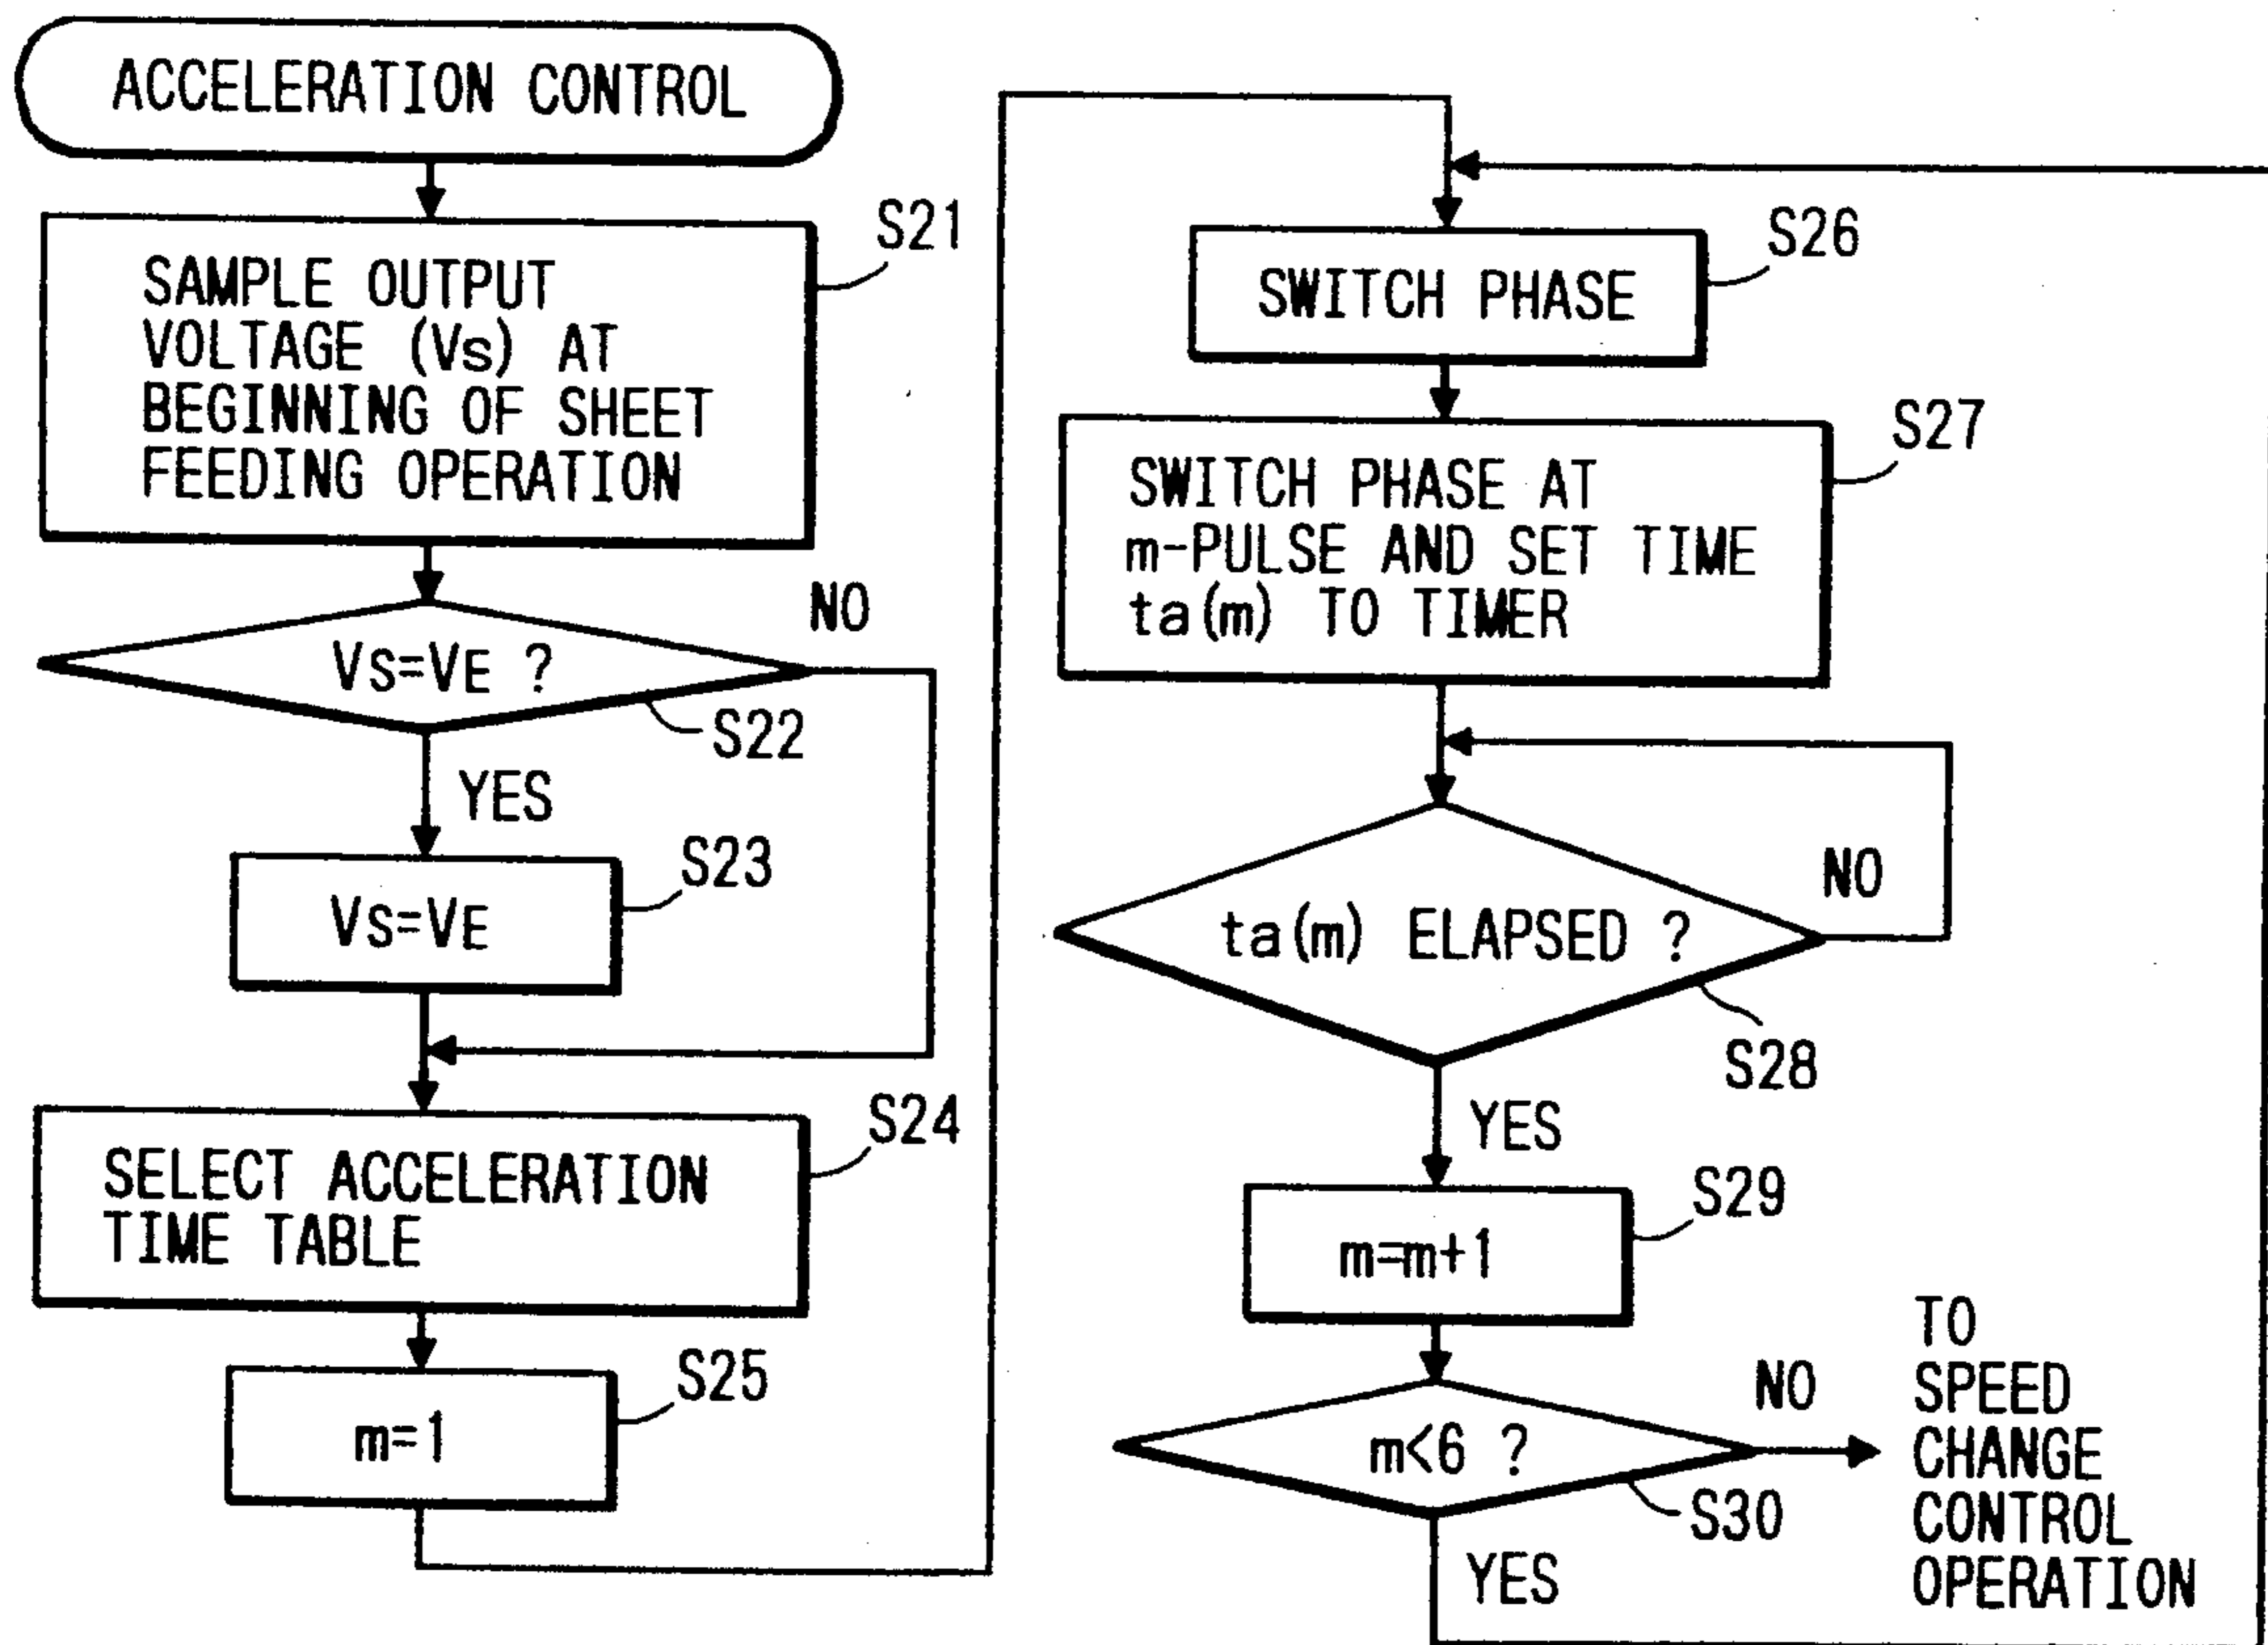 ACCELERATION CONTROL
S21
SAMPLE OUTPUT
VOLTAGE (Vs) AT
BEGINNING OF SHEET
FEEDING OPERATION
NO
VS=VE ?
S22
YES
S23
VS=VE
S24
SELECT ACCELERATION
TIME TABLE
S25
m=1
S26
SWITCH PHASE
S27
SWITCH PHASE AT
m-PULSE AND SET TIME
ta(m) TO TIMER
NO
ta(m) ELAPSED ?
S28
YES
S29
m=m+1
NO
m<6 ?
S30
YES
TO
SPEED
CHANGE
CONTROL
OPERATION